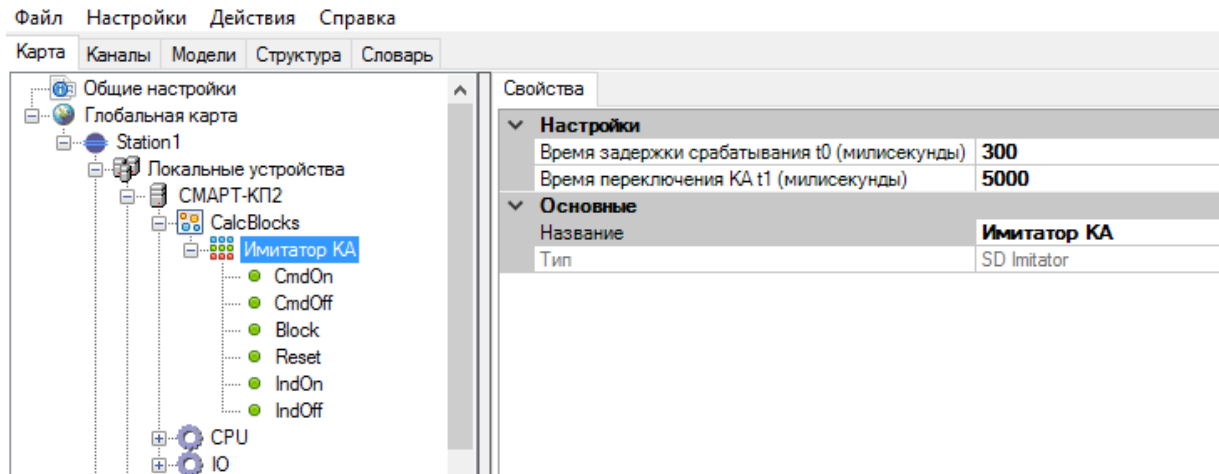 Файл Настройки Действия Справка
Карта Каналы Модели Структура Словарь
Общие настройки
Глобальная карта
Station1
Локальные устройства
СМАРТ-КП2
CalcBlocks
Имитатор КА
CmdOn
CmdOff
Block
Reset
IndOn
IndOff
CPU
IO
Свойства
Настройки
Время задержки срабатывания t0 (милисекунды) 300
Время переключения КА t1 (милисекунды) 5000
Основные
Название Имитатор КА
Тип SD Imitator